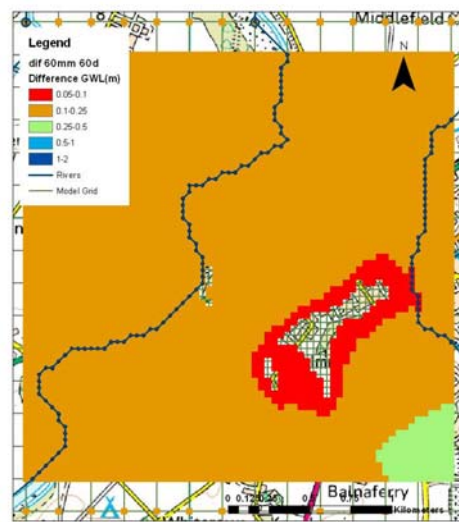 Middlefield
Legend
dif 60mm 60d
Difference GWL(m)
0.05-0.1
0.1-0.25
0.25-0.5
0.5-1
1-2
Rivers
Model Grid
N
Balnaferry
Kilometers